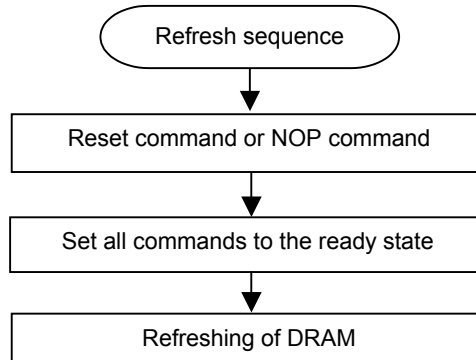 Refresh sequence
Reset command or NOP command
Set all commands to the ready state
Refreshing of DRAM